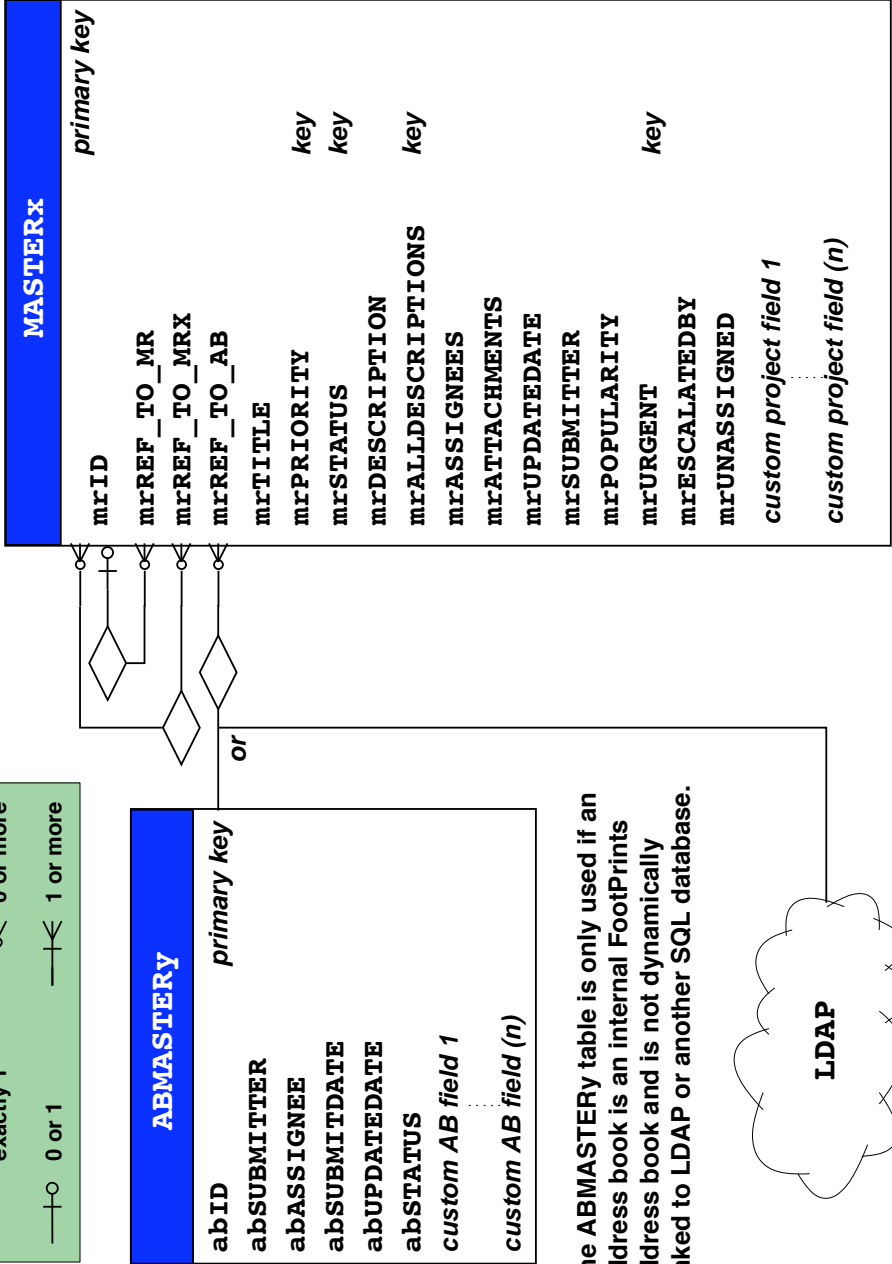 exactly 1
0 or more
0 or 1
1 or more
ABMASTERy
abID primary key
abSUBMITTER
abASSIGNEE
abSUBMITDATE
abUPDATEDATE
abSTATUS
custom AB field 1
custom AB field (n)
or
ABMASTERy table is only used if an
book is an internal FootPrints
book and is not dynamically
to LDAP or another SQL database.
LDAP
MASTERx
mrID primary key
mrREF_TO_MR
mrREF_TO_MRX
mrREF_TO_AB
mrTITLE
mrPRIORITY key
mrSTATUS key
mrDESCRIPTION
mrALLDESCRIPTIONS key
mrASSIGNEES
mrATTACHMENTS
mrUPDATEDATE
mrSUBMITTER
mrPOPULARITY
mrURGENT key
mrESCALATEDBY
mrUNASSIGNED
custom project field 1
custom project field (n)